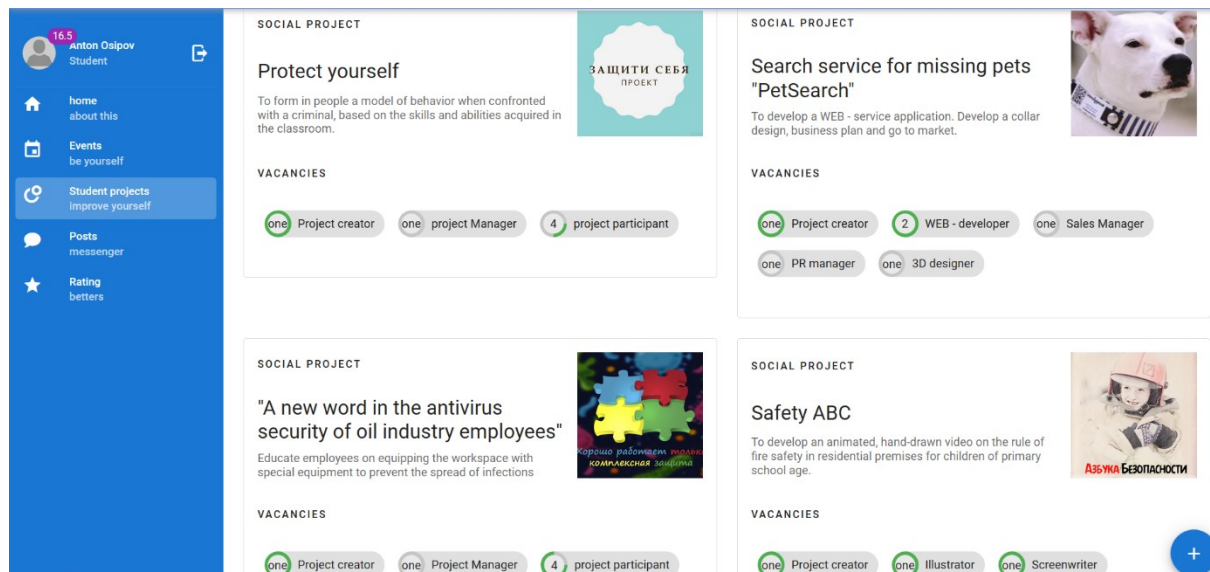 16.5
Anton Osipov
Student
home
about this
Events
be yourself
Student projects
improve yourself
Posts
messenger
Rating
betters
SOCIAL PROJECT
Protect yourself
To form in people a model of behavior when confronted
with a criminal, based on the skills and abilities acquired in
the classroom.
ЗАЩИТИ СЕБЯ
ПРОЕКТ
VACANCIES
one Project creator one project Manager 4 project participant
SOCIAL PROJECT
Search service for missing pets
"PetSearch"
To develop a WEB - service application. Develop a collar
design, business plan and go to market.
VACANCIES
one Project creator 2 WEB - developer one Sales Manager
one PR manager one 3D designer
SOCIAL PROJECT
"A new word in the antivirus
security of oil industry employees"
Educate employees on equipping the workspace with
special equipment to prevent the spread of infections
Хорошо работает только
комплексная защита
VACANCIES
one Project creator one Project Manager 4 project participant
SOCIAL PROJECT
Safety ABC
To develop an animated, hand-drawn video on the rule of
fire safety in residential premises for children of primary
school age.
АЗБУКА БЕЗОПАСНОСТИ
VACANCIES
one Project creator one Illustrator one Screenwriter
+